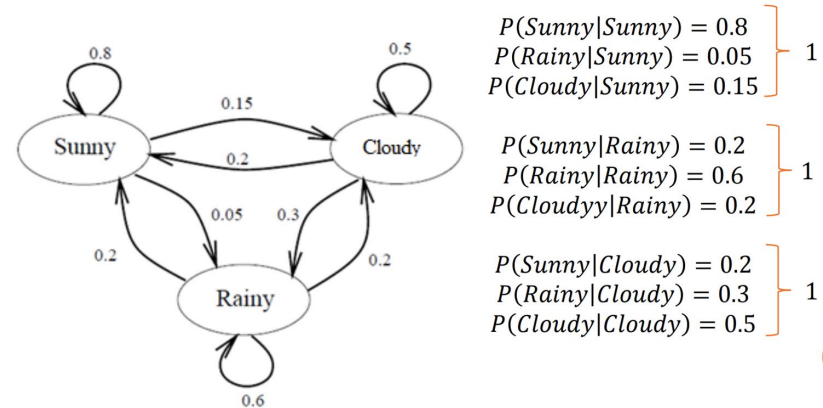 0.8
0.5
0.15
Sunny
Cloudy
0.2
0.05
0.3
0.2
0.2
Rainy
0.6
P(Sunny|Sunny) = 0.8
P(Rainy|Sunny) = 0.05
P(Cloudy|Sunny) = 0.15
1
P(Sunny|Rainy) = 0.2
P(Rainy|Rainy) = 0.6
P(Cloudyy|Rainy) = 0.2
1
P(Sunny|Cloudy) = 0.2
P(Rainy|Cloudy) = 0.3
P(Cloudy|Cloudy) = 0.5
1